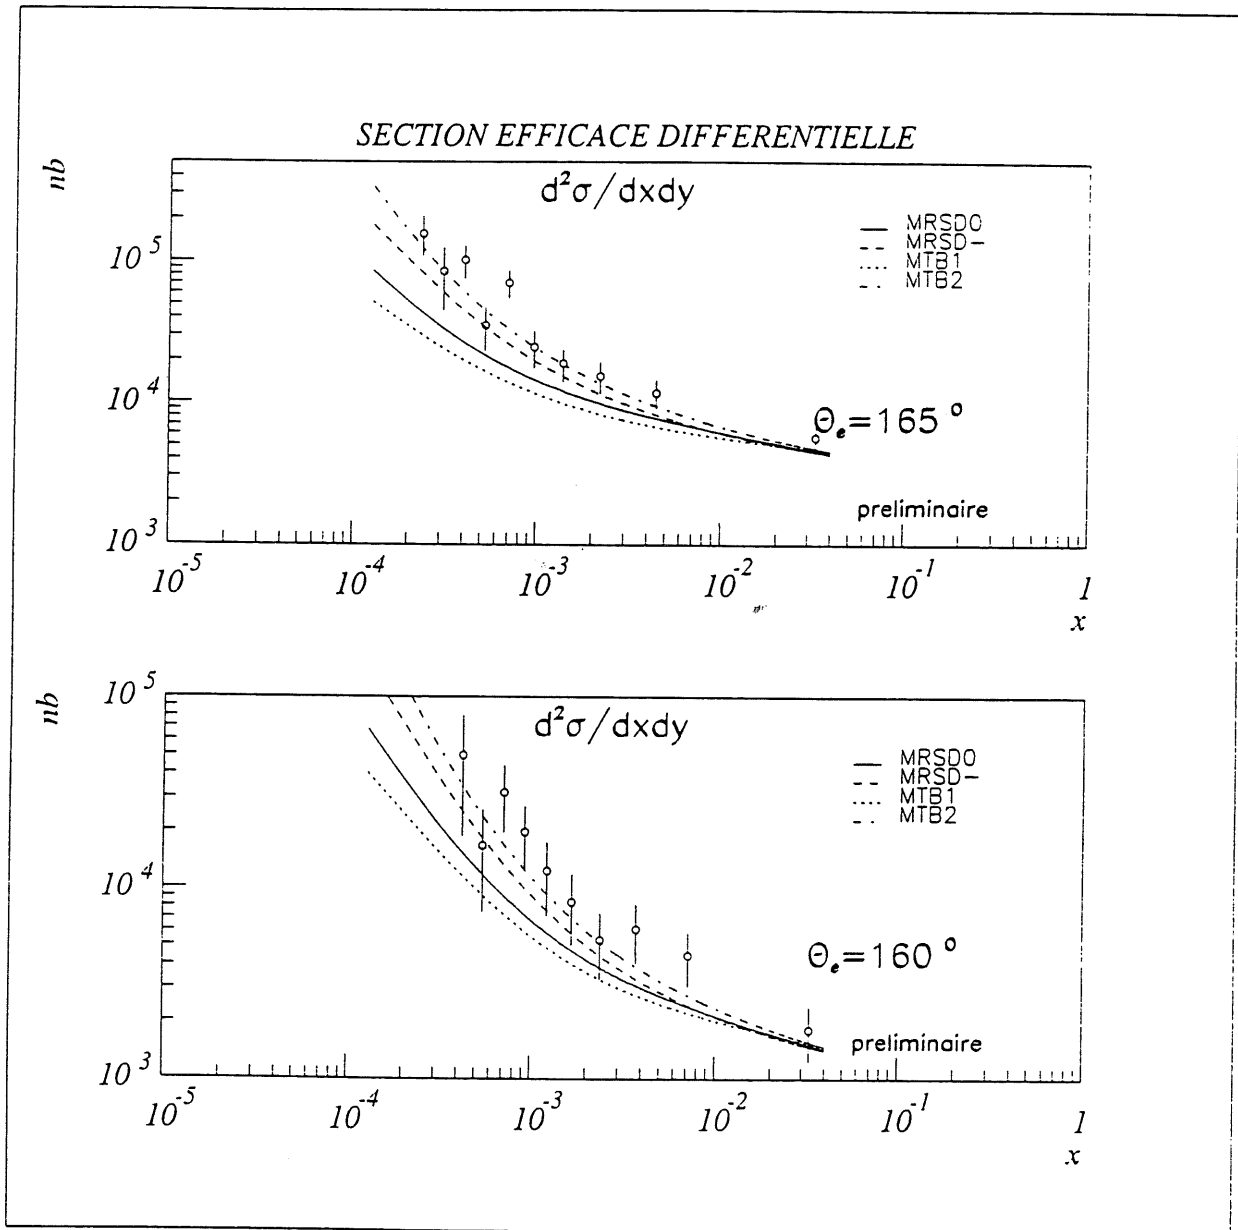 SECTION EFFICACE DIFFERENTIELLE
nb
d²σ/dxdy
MRSD0
MRSD-
MTB1
MTB2
10⁵
10⁴
10³
Θₑ=165°
preliminaire
10⁻⁵ 10⁻⁴ 10⁻³ 10⁻² 10⁻¹ 1
x
nb
d²σ/dxdy
MRSD0
MRSD-
MTB1
MTB2
10⁵
10⁴
10³
Θₑ=160°
preliminaire
10⁻⁵ 10⁻⁴ 10⁻³ 10⁻² 10⁻¹ 1
x